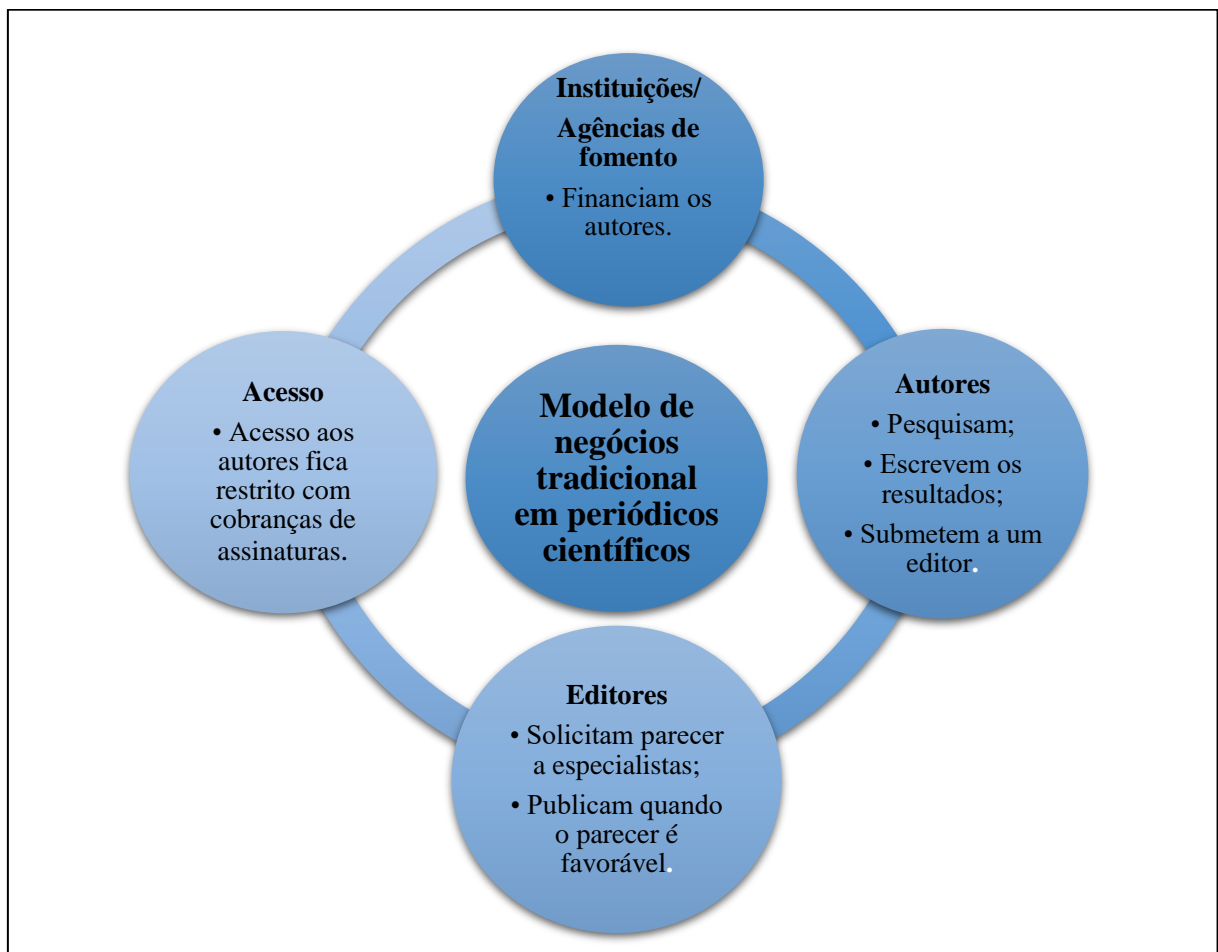 Instituições/
Agências de
fomento
• Financiam os
autores.
Autores
• Pesquisam;
• Escrevem os
resultados;
• Submetem a um
editor.
Editores
• Solicitam parecer
a especialistas;
• Publicam quando
o parecer é
favorável.
Acesso
• Acesso aos
autores fica
restrito com
cobranças de
assinaturas.
Modelo de
negócios
tradicional
em periódicos
científicos